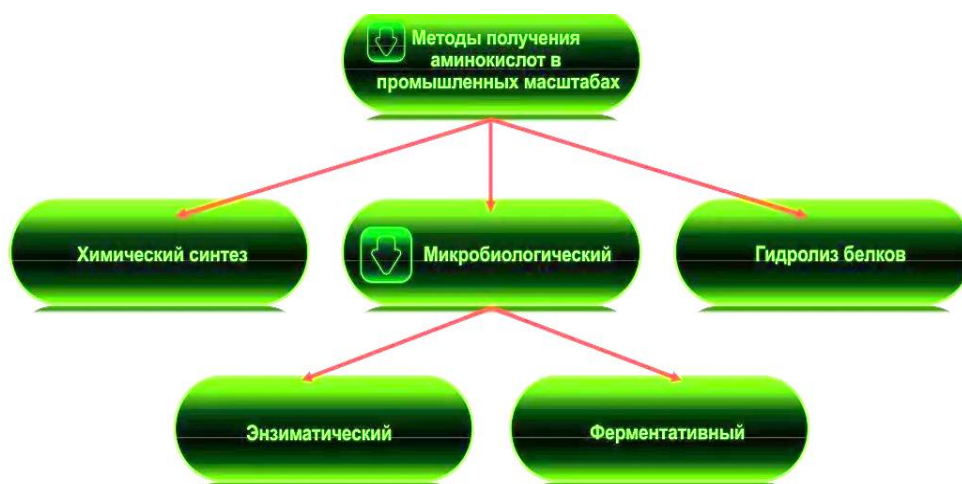 Методы получения
аминокислот в
промышленных масштабах
Химический синтез
Микробиологический
Гидролиз белков
Энзиматический
Ферментативный